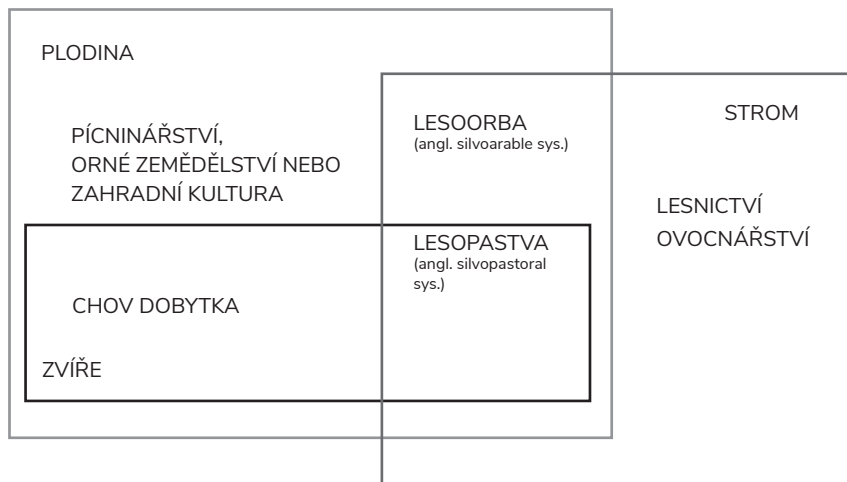 PLODINA
PÍCNINÁŘSTVÍ,
ORNÉ ZEMĚDĚLSTVÍ NEBO
ZAHRADNÍ KULTURA
LESOORBA
(angl. silvoarable sys.)
STROM
LESNICTVÍ
OVOCNÁŘSTVÍ
LESOPASTVA
(angl. silvopastoral
sys.)
CHOV DOBYTKA
ZVÍŘE